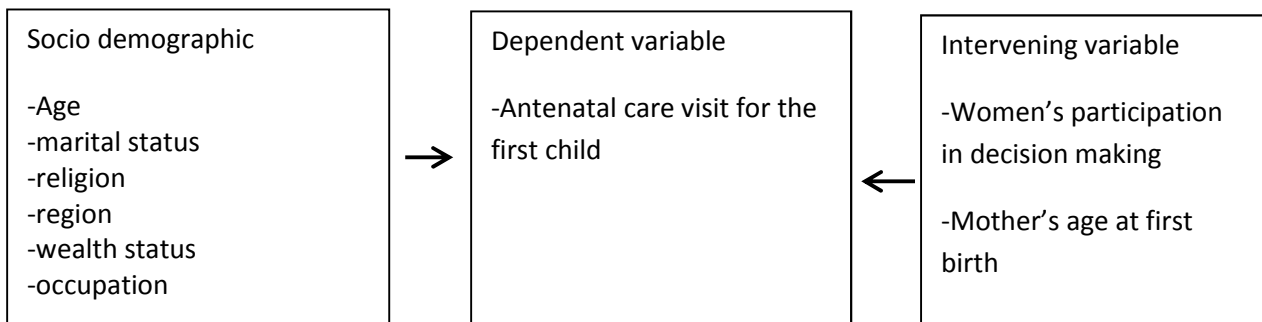 Socio demographic
-Age
-marital status
-religion
-region
-wealth status
-occupation
Dependent variable
-Antenatal care visit for the
first child
Intervening variable
-Women’s participation
in decision making
-Mother’s age at first
birth